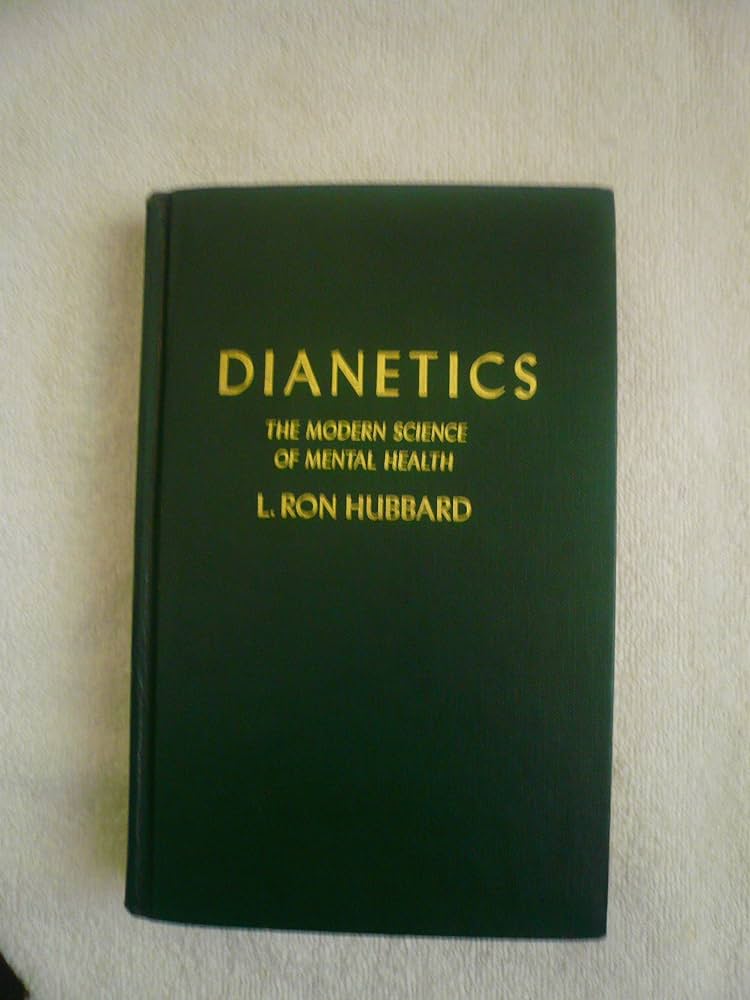 DIANETICS
THE MODERN SCIENCE
OF MENTAL HEALTH
L. RON HUBBARD